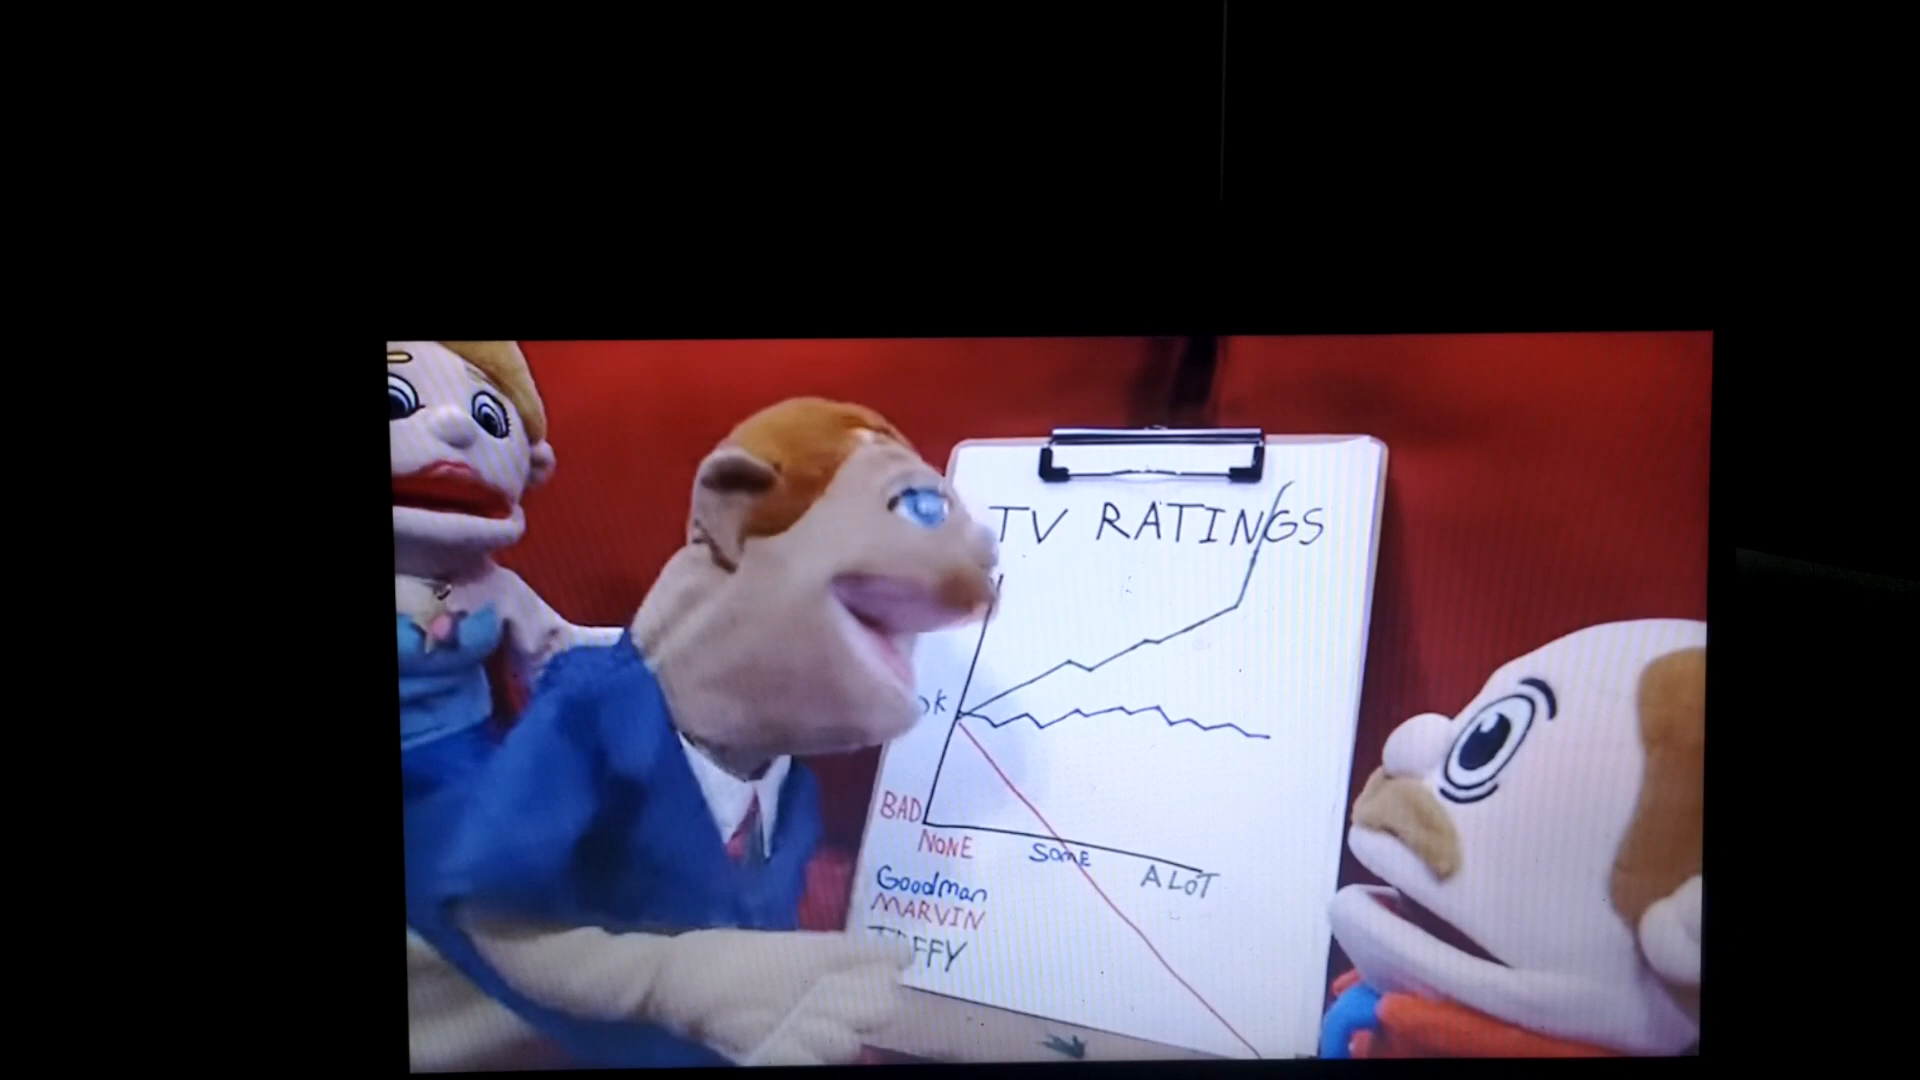 TV RATINGS
OK
BAD
NONE SOME A LOT
Goodman
MARVIN